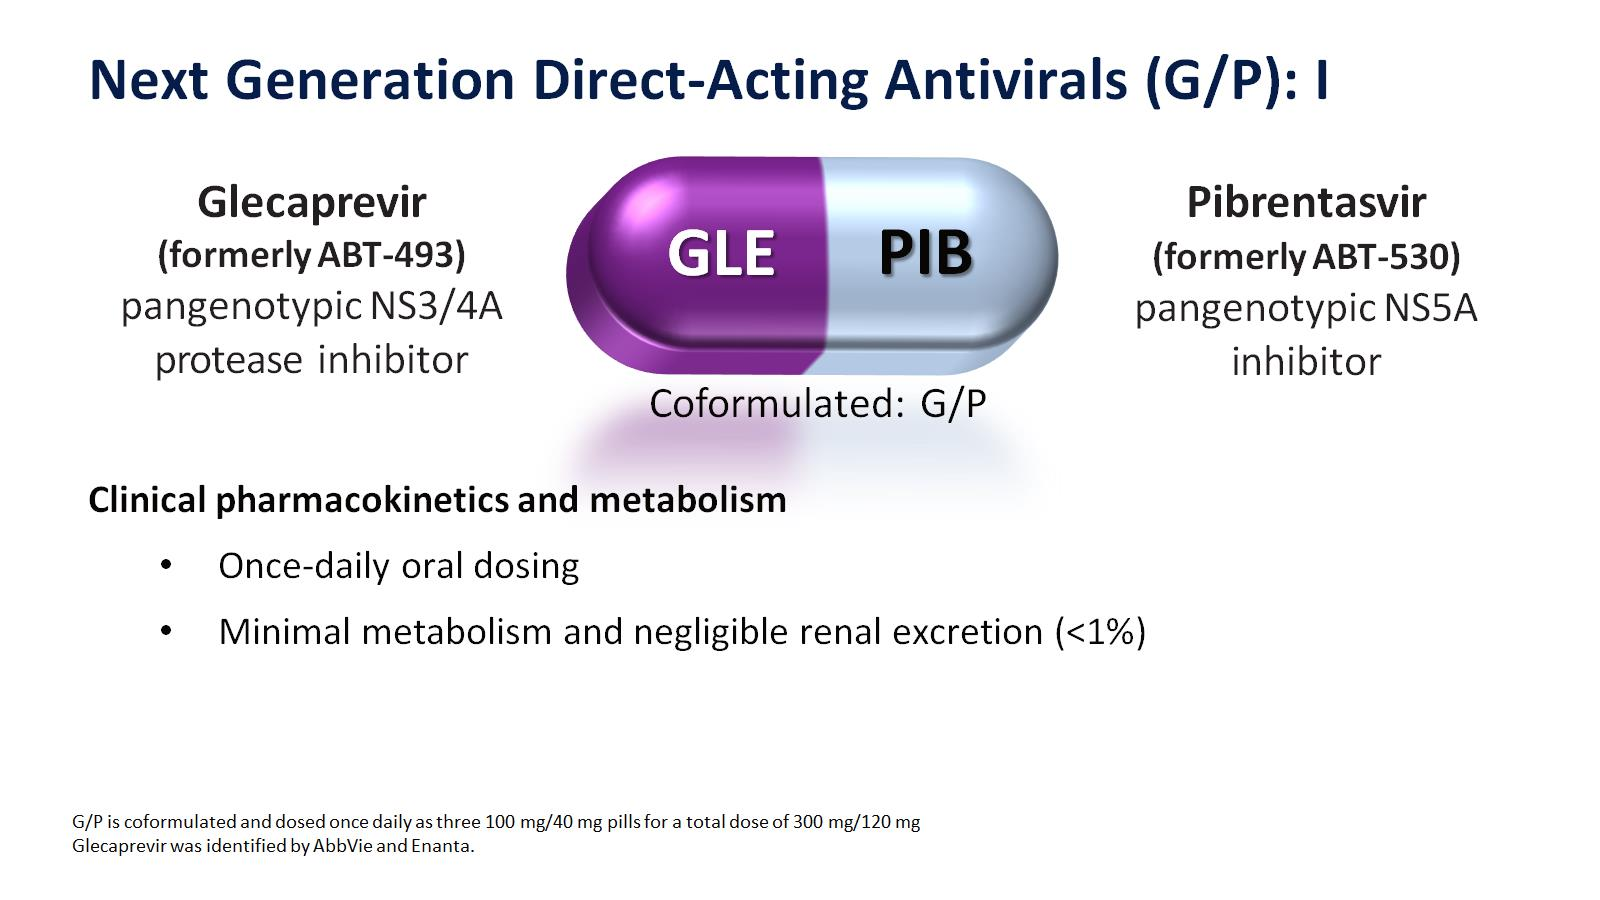 Next Generation Direct-Acting Antivirals (G/P): I
Glecaprevir
(formerly ABT-493)
pangenotypic NS3/4A
protease inhibitor
GLE PIB
Coformulated: G/P
Pibrentasvir
(formerly ABT-530)
pangenotypic NS5A
inhibitor
Clinical pharmacokinetics and metabolism
• Once-daily oral dosing
• Minimal metabolism and negligible renal excretion (<1%)
G/P is coformulated and dosed once daily as three 100 mg/40 mg pills for a total dose of 300 mg/120 mg
Glecaprevir was identified by AbbVie and Enanta.